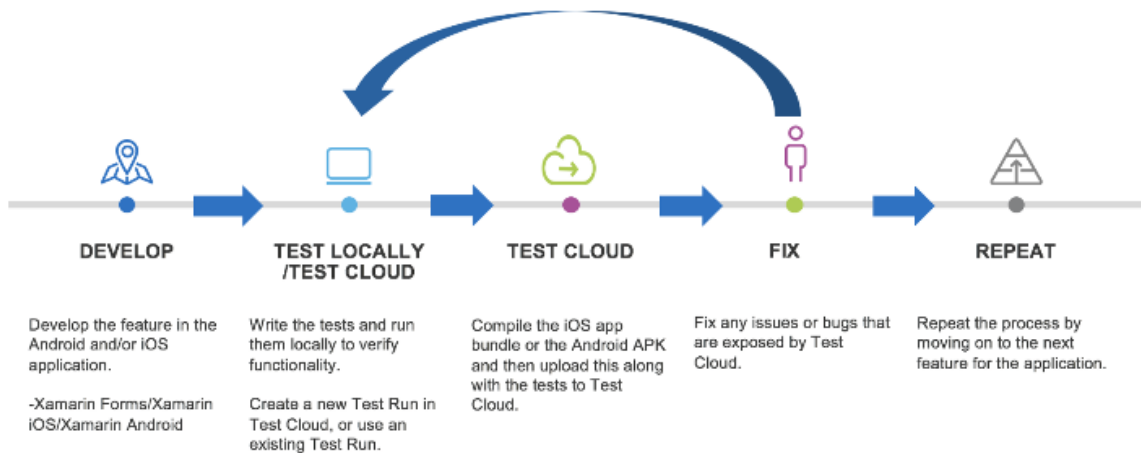 DEVELOP
Develop the feature in the
Android and/or iOS
application.
-Xamarin Forms/Xamarin
iOS/Xamarin Android
TEST LOCALLY
/TEST CLOUD
Write the tests and run
them locally to verify
functionality.
Create a new Test Run in
Test Cloud, or use an
existing Test Run.
TEST CLOUD
Compile the iOS app
bundle or the Android APK
and then upload this along
with the tests to Test
Cloud.
FIX
Fix any issues or bugs that
are exposed by Test
Cloud.
REPEAT
Repeat the process by
moving on to the next
feature for the application.